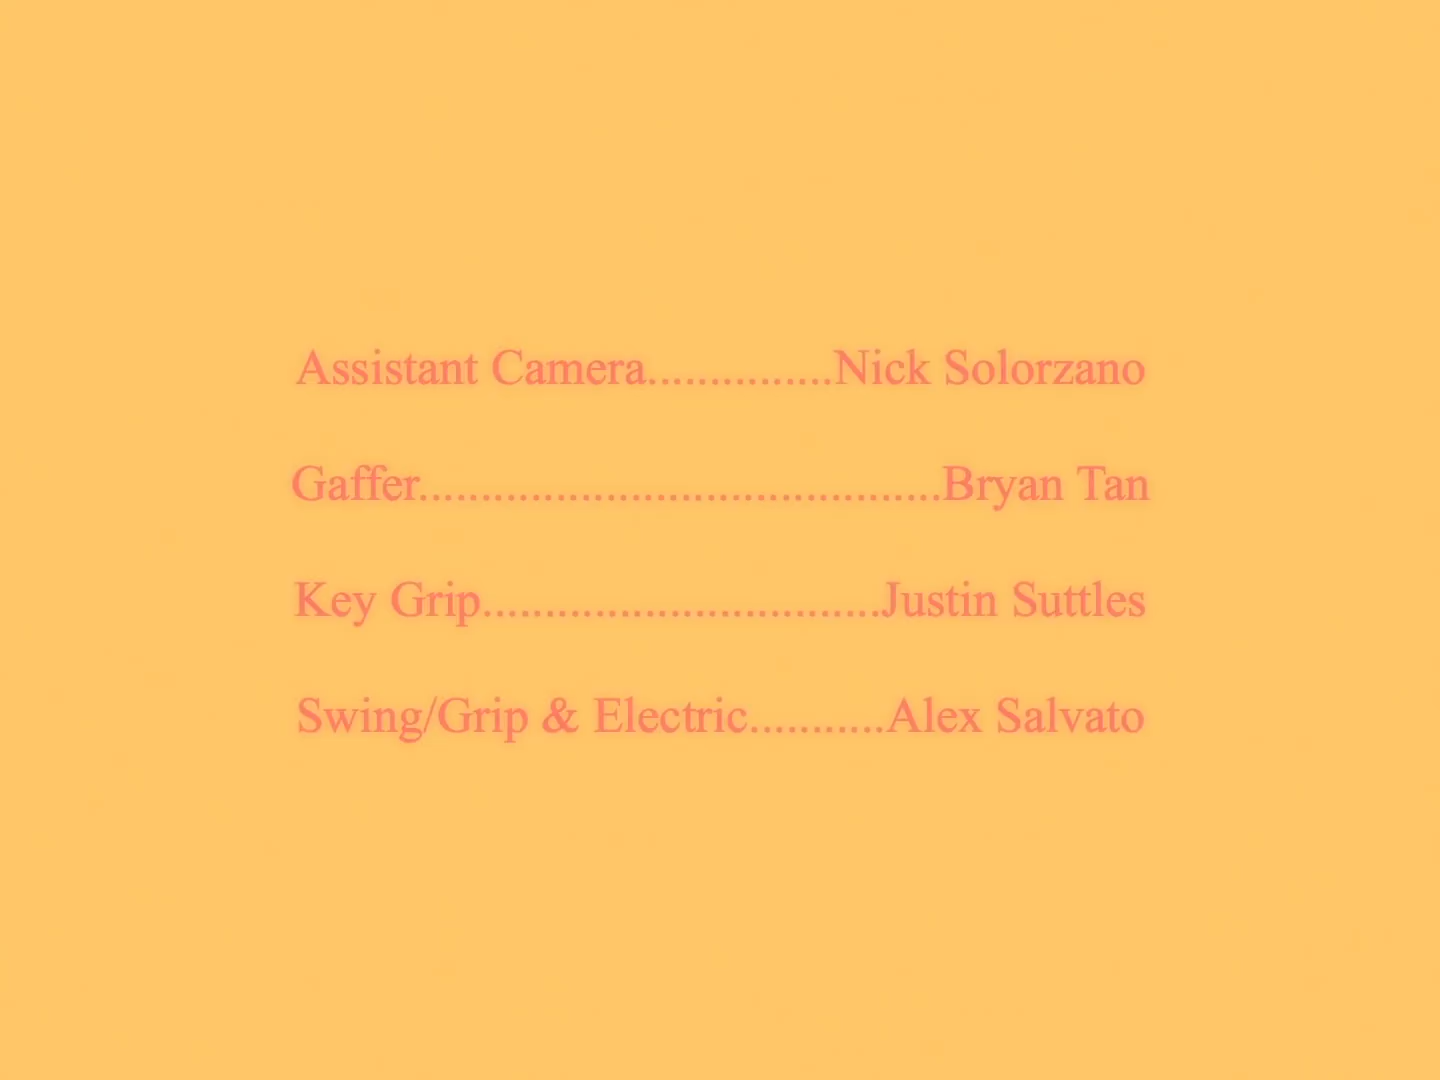 Assistant Camera...............Nick Solorzano
Gaffer..........................................Bryan Tan
Key Grip................................Justin Suttles
Swing/Grip & Electric...........Alex Salvato